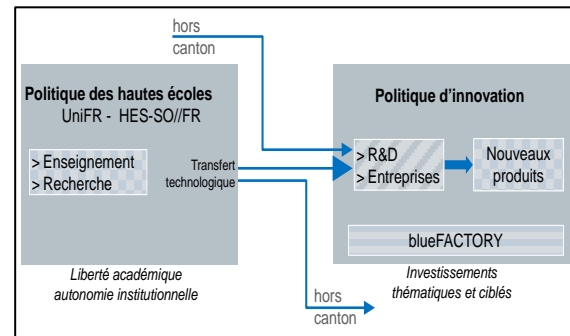 hors
canton
Politique des hautes écoles
UniFR - HES-SO//FR
> Enseignement
> Recherche
Transfert
technologique
Liberté académique
autonomie institutionnelle
Politique d'innovation
> R&D
> Entreprises
Nouveaux
produits
blueFACTORY
Investissements
thématiques et ciblés
hors
canton